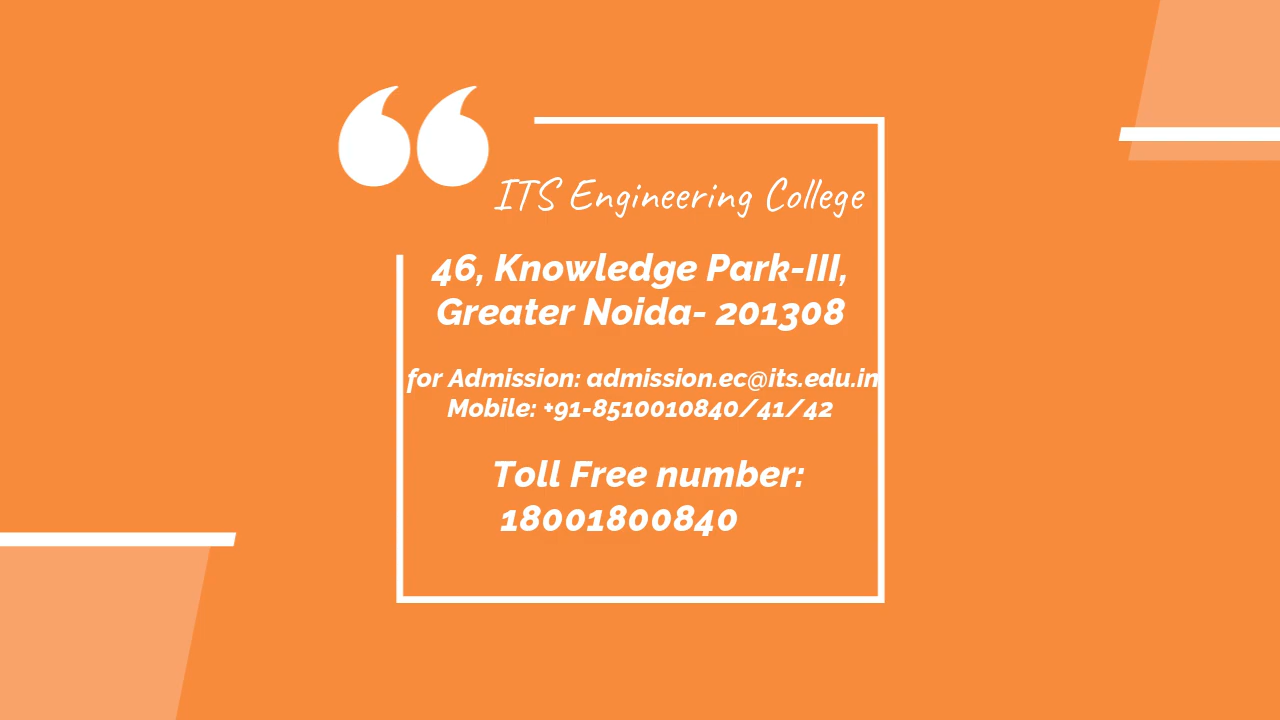 ITS Engineering College
46, Knowledge Park-III,
Greater Noida- 201308
for Admission: admission.ec@its.edu.in
Mobile: +91-8510010840/41/42
Toll Free number:
18001800840